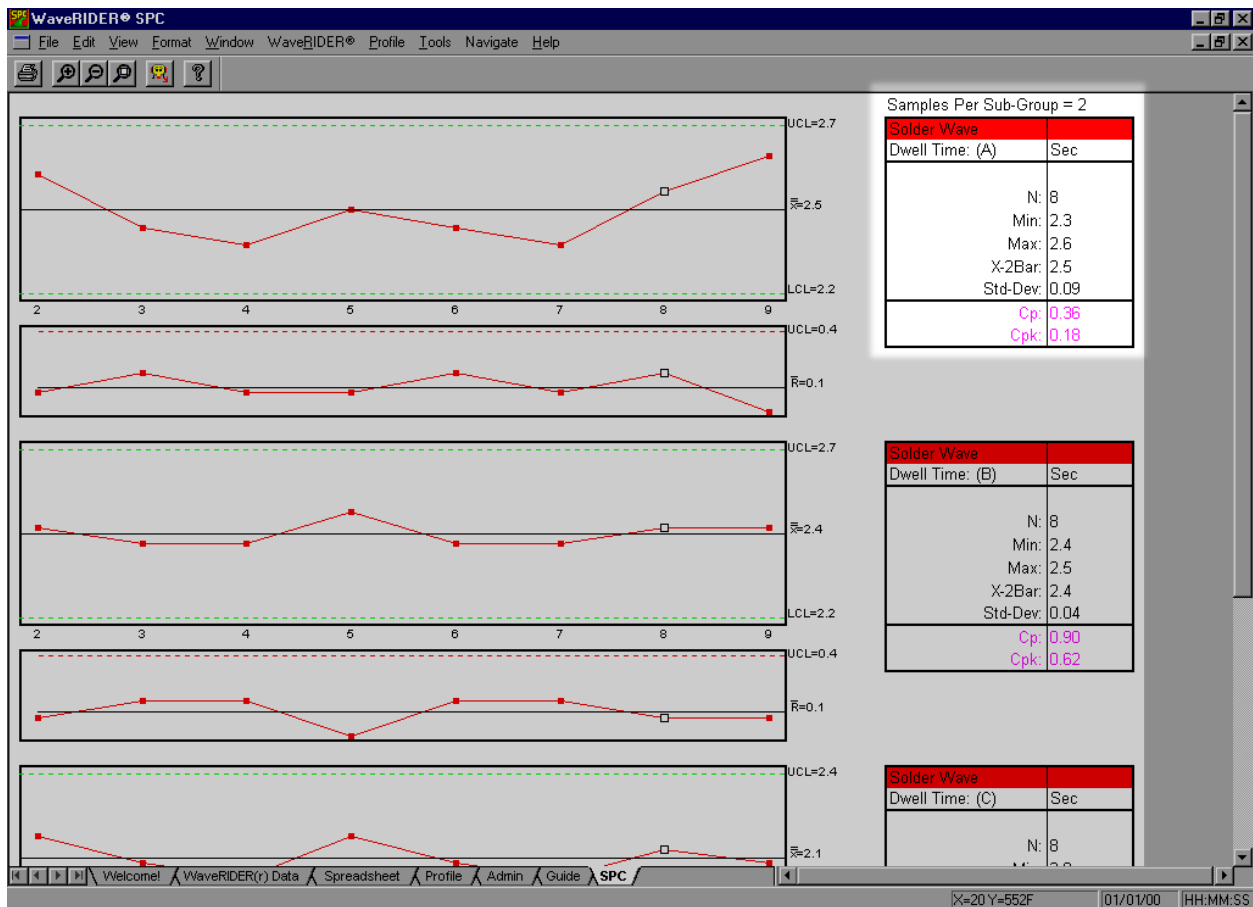 WaveRIDER® SPC
File Edit View Format Window WaveRIDER® Profile Tools Navigate Help
Samples Per Sub-Group = 2
UCL=2.7
x=2.5
LCL=2.2
2 3 4 5 6 7 8 9
UCL=0.4
R=0.1
Solder Wave
Dwell Time: (A) Sec
N: 8
Min: 2.3
Max: 2.6
X-2Bar: 2.5
Std-Dev: 0.09
Cp: 0.36
Cpk: 0.18
UCL=2.7
x=2.4
LCL=2.2
2 3 4 5 6 7 8 9
UCL=0.4
R=0.1
Solder Wave
Dwell Time: (B) Sec
N: 8
Min: 2.4
Max: 2.5
X-2Bar: 2.4
Std-Dev: 0.04
Cp: 0.90
Cpk: 0.62
UCL=2.4
x=2.1
Solder Wave
Dwell Time: (C) Sec
N: 8
Welcome! WaveRIDER(r) Data Spreadsheet Profile Admin Guide SPC
X=20 Y=552F 01/01/00 HH:MM:SS